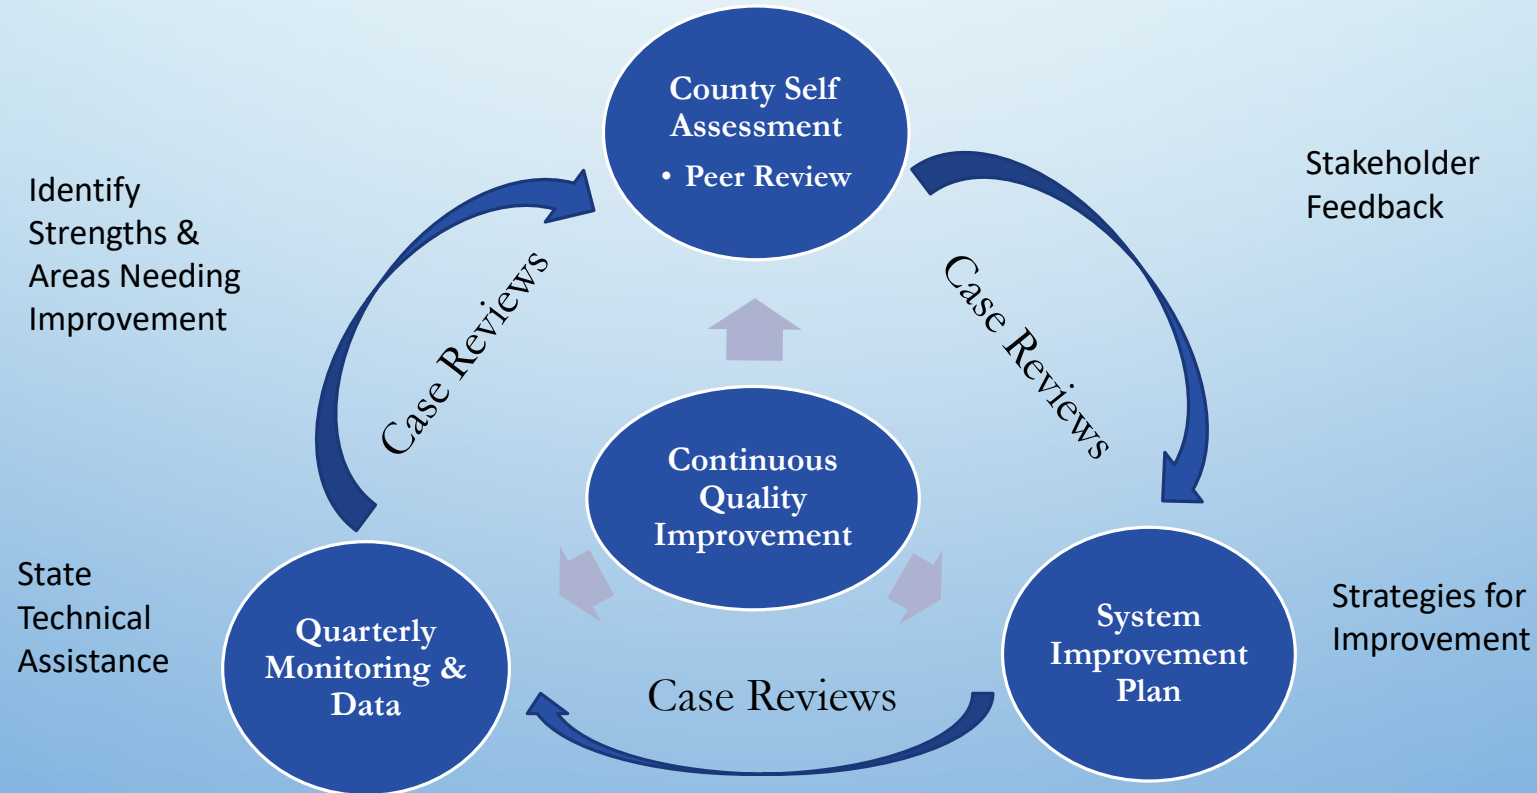 County Self
Assessment
• Peer Review
Identify
Strengths &
Areas Needing
Improvement
Stakeholder
Feedback
Case Reviews
Case Reviews
Continuous
Quality
Improvement
State
Technical
Assistance
Quarterly
Monitoring &
Data
Case Reviews
System
Improvement
Plan
Strategies for
Improvement